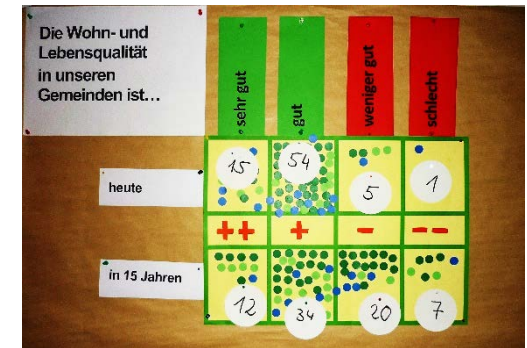 Die Wohn- und
Lebensqualität
in unseren
Gemeinden ist...
sehr gut
gut
weniger gut
schlecht
heute
15
54
5
1
++
+
-
--
in 15 Jahren
12
34
20
7